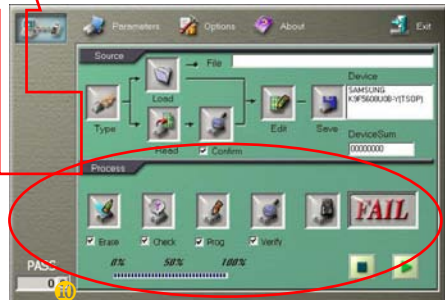 Parameters Options About Exit
Source
File
Device
SAMSUNG
K9F5608U0B-Y(TSOP)
Load
Type Edit Save
Read Confirm
DeviceSum
00000000
Process
FAIL
Erase Check Prog Verify
PASS
0% 50% 100%
0